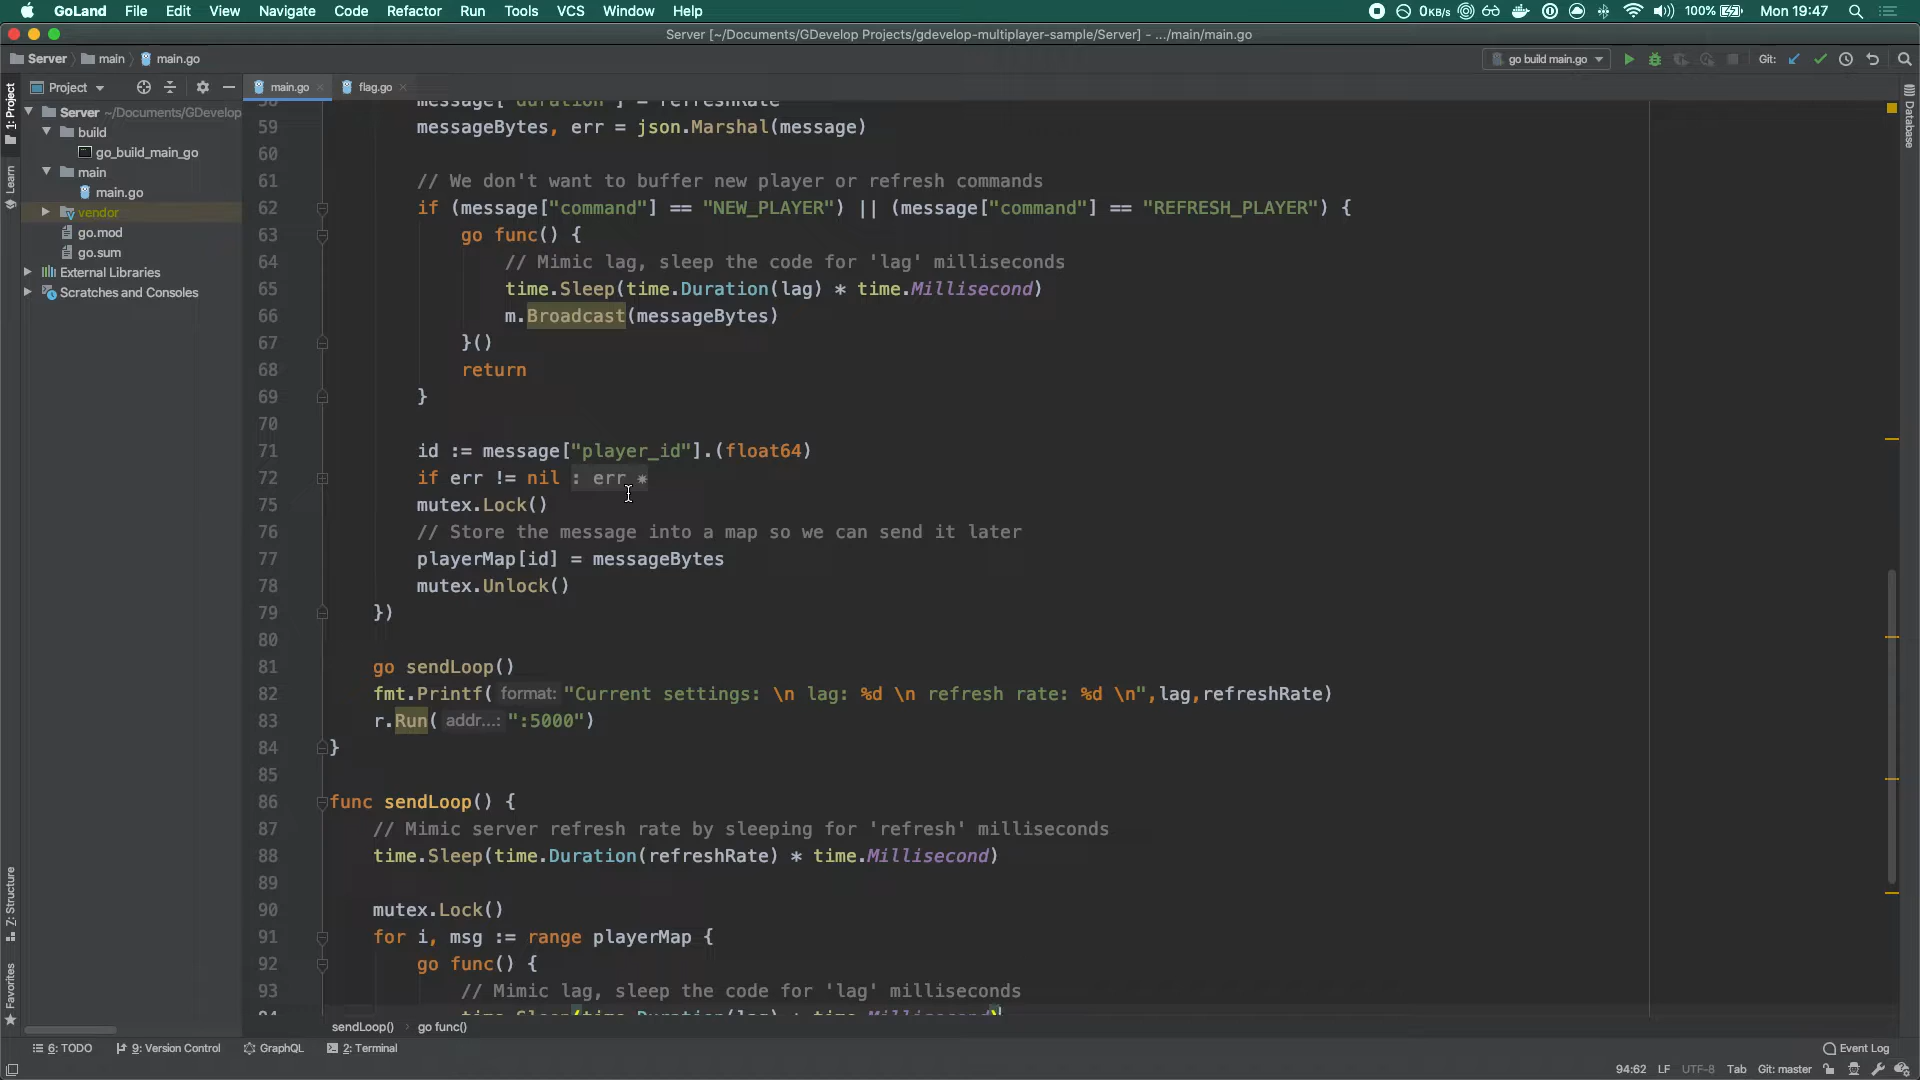 GoLand File Edit View Navigate Code Refactor Run Tools VCS Window Help 0KB/s 100% Mon 19:47
Server [~/Documents/GDevelop Projects/gdevelop-multiplayer-sample/Server] - .../main/main.go
Server main main.go go build main.go Git:
Project main.go flag.go
1: Project
Learn
Z: Structure
Favorites
Database
Server ~/Documents/GDevelop
build
go_build_main_go
main
main.go
vendor
go.mod
go.sum
External Libraries
Scratches and Consoles
58 message["duration"] = refreshRate
59 messageBytes, err = json.Marshal(message)
60
61 // We don't want to buffer new player or refresh commands
62 if (message["command"] == "NEW_PLAYER") || (message["command"] == "REFRESH_PLAYER") {
63 go func() {
64 // Mimic lag, sleep the code for 'lag' milliseconds
65 time.Sleep(time.Duration(lag) * time.Millisecond)
66 m.Broadcast(messageBytes)
67 }()
68 return
69 }
70
71 id := message["player_id"].(float64)
72 if err != nil : err *
75 mutex.Lock()
76 // Store the message into a map so we can send it later
77 playerMap[id] = messageBytes
78 mutex.Unlock()
79 })
80
81 go sendLoop()
82 fmt.Printf( format: "Current settings: \n lag: %d \n refresh rate: %d \n",lag,refreshRate)
83 r.Run( addr...: ":5000")
84 }
85
86 func sendLoop() {
87 // Mimic server refresh rate by sleeping for 'refresh' milliseconds
88 time.Sleep(time.Duration(refreshRate) * time.Millisecond)
89
90 mutex.Lock()
91 for i, msg := range playerMap {
92 go func() {
93 // Mimic lag, sleep the code for 'lag' milliseconds
94 time.Sleep(time.Duration(lag) * time.Millisecond)
sendLoop() › go func()
6: TODO 9: Version Control GraphQL 2: Terminal Event Log
94:62 LF UTF-8 Tab Git: master